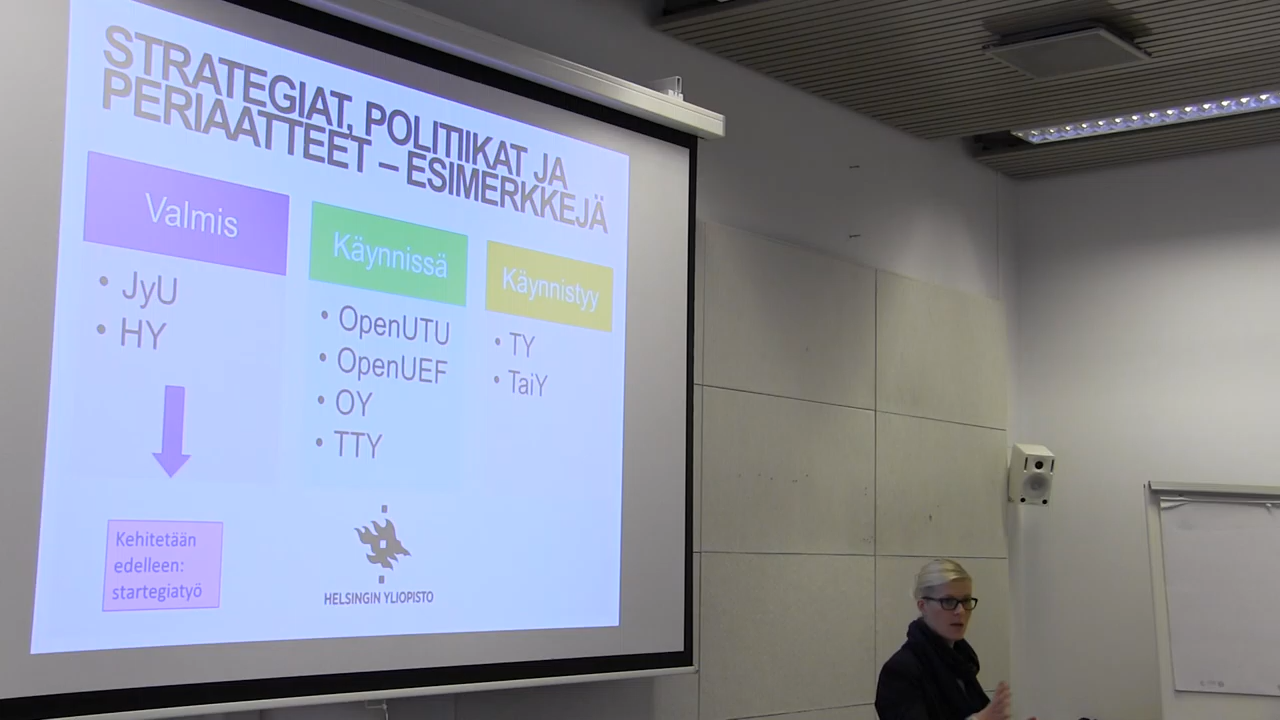 STRATEGIAT, POLITIIKAT JA
PERIAATTEET – ESIMERKKEJÄ
Valmis
• JyU
• HY
Kehitetään
edelleen:
startegiatyö
Käynnissä
• OpenUTU
• OpenUEF
• OY
• TTY
Käynnistyy
• TY
• TaiY
HELSINGIN YLIOPISTO